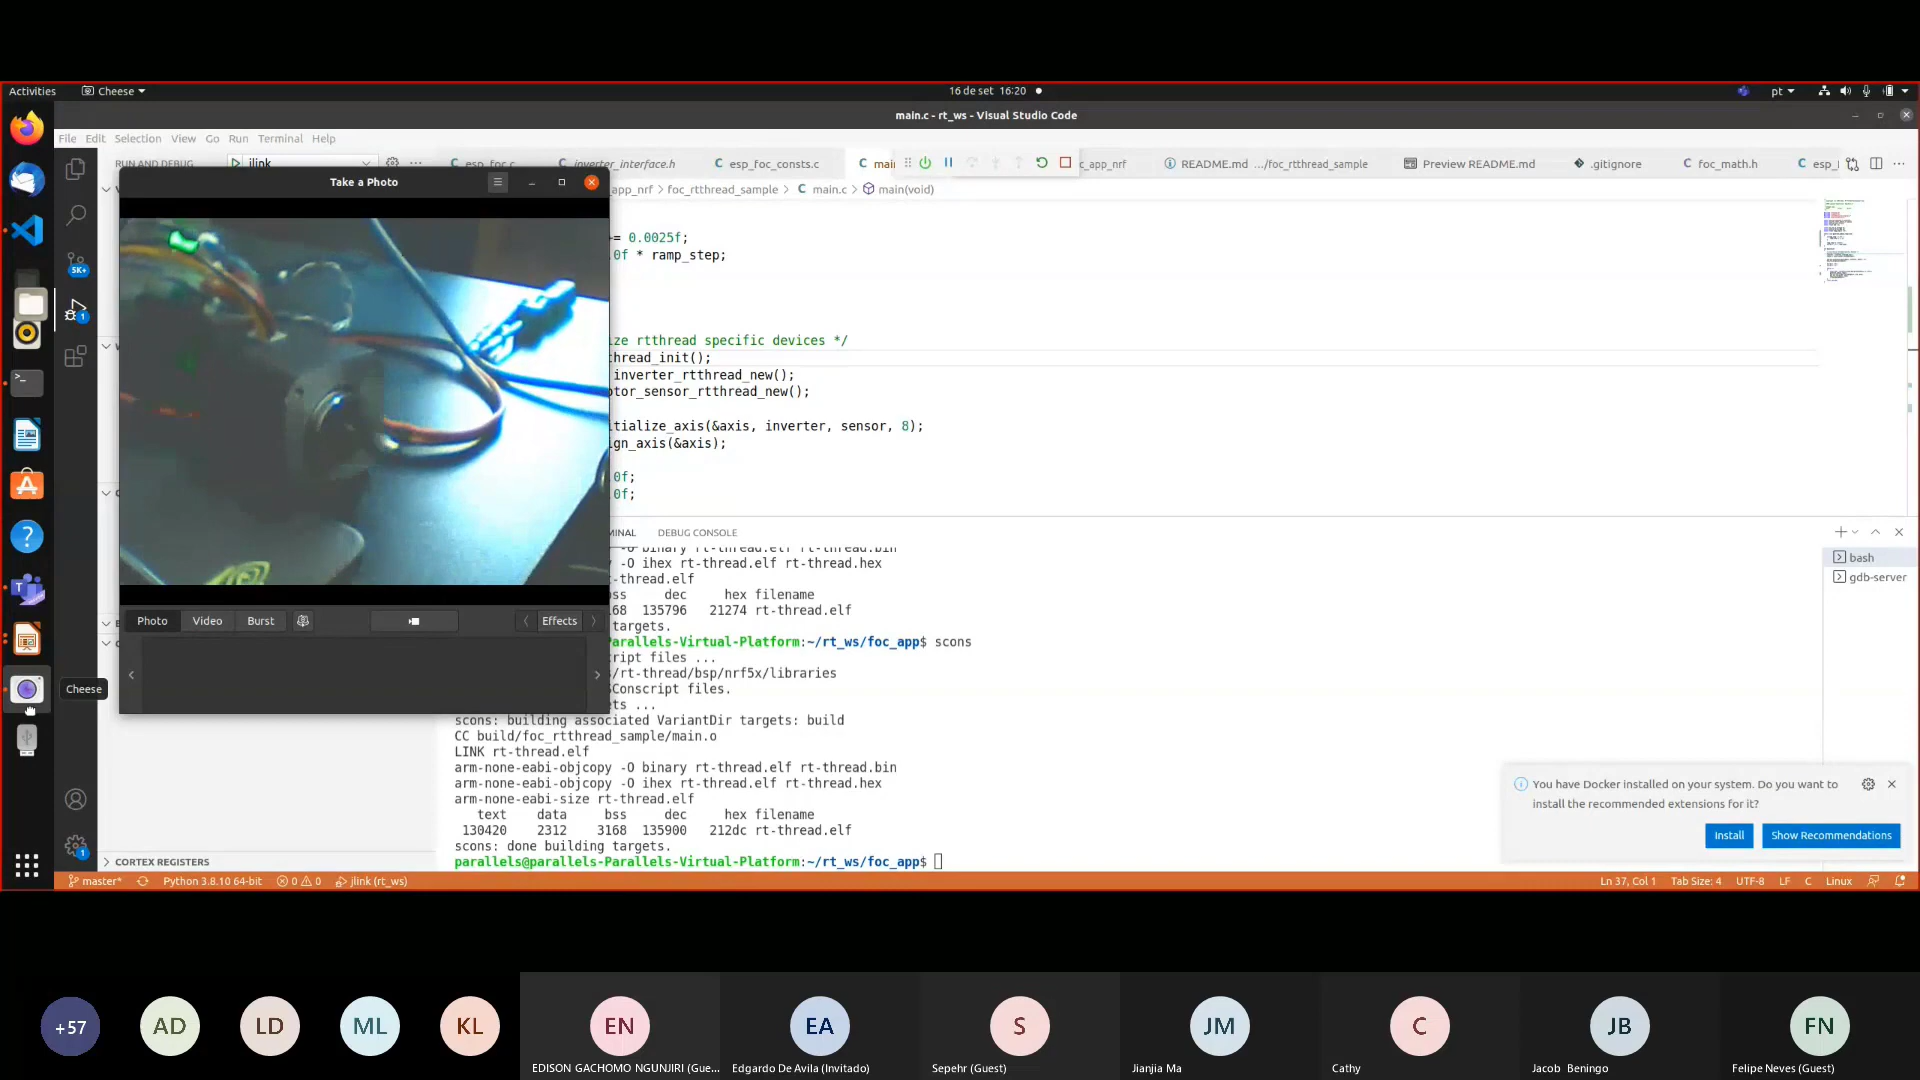 Activities
Cheese
16 de set 16:20
pt
main.c - rt_ws - Visual Studio Code
File Edit Selection View Go Run Terminal Help
RUN AND DEBUG
jlink
esp_foc.c
inverter_interface.h
esp_foc_consts.c
README.md .../foc_rtthread_sample
Preview README.md
.gitignore
foc_math.h
app_nrf > foc_rtthread_sample > main.c > main(void)
Take a Photo
= 0.0025f;
* ramp_step;
rtthread specific devices */
inverter_rtthread_new();
(&axis, inverter, sensor, 8);
(&axis);
DEBUG CONSOLE
-O binary rt-thread.elf rt-thread.bin
-O ihex rt-thread.elf rt-thread.hex
dec hex filename
135796 21274 rt-thread.elf
targets.
Parallels-Virtual-Platform:~/rt_ws/foc_app$ scons
files ...
/rt-thread/bsp/nrf5x/libraries
SConscript files.
...
scons: building associated VariantDir targets: build
CC build/foc_rtthread_sample/main.o
LINK rt-thread.elf
arm-none-eabi-objcopy -O binary rt-thread.elf rt-thread.bin
arm-none-eabi-objcopy -O ihex rt-thread.elf rt-thread.hex
arm-none-eabi-size rt-thread.elf
text data bss dec hex filename
130420 2312 3168 135900 212dc rt-thread.elf
scons: done building targets.
parallels@parallels-Parallels-Virtual-Platform:~/rt_ws/foc_app$
bash
gdb-server
5K+
1
Photo Video Burst
Effects
Cheese
You have Docker installed on your system. Do you want to
install the recommended extensions for it?
Install
Show Recommendations
1
CORTEX REGISTERS
master*
Python 3.8.10 64-bit
0 0
jlink (rt_ws)
Ln 37, Col 1
Tab Size: 4
UTF-8
LF
C
Linux
+57
AD
LD
ML
KL
EN
EA
S
JM
C
JB
FN
EDISON GACHOMO NGUNJIRI (Gue...
Edgardo De Avila (Invitado)
Sepehr (Guest)
Jianjia Ma
Cathy
Jacob Beningo
Felipe Neves (Guest)